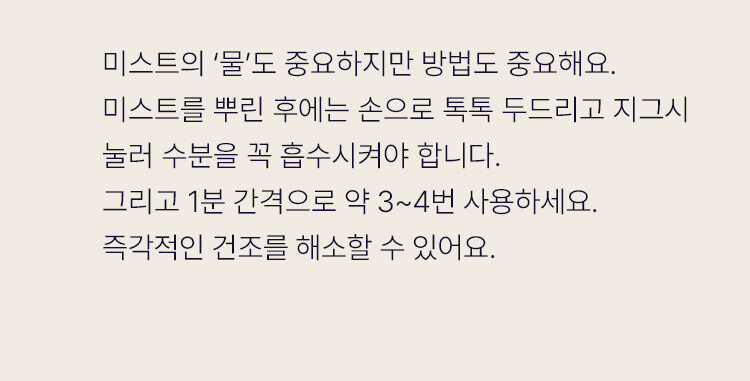 미스트의 ‘물’도 중요하지만 방법도 중요해요.
미스트를 뿌린 후에는 손으로 톡톡 두드리고 지그시
눌러 수분을 꼭 흡수시켜야 합니다.
그리고 1분 간격으로 약 3~4번 사용하세요.
즉각적인 건조를 해소할 수 있어요.